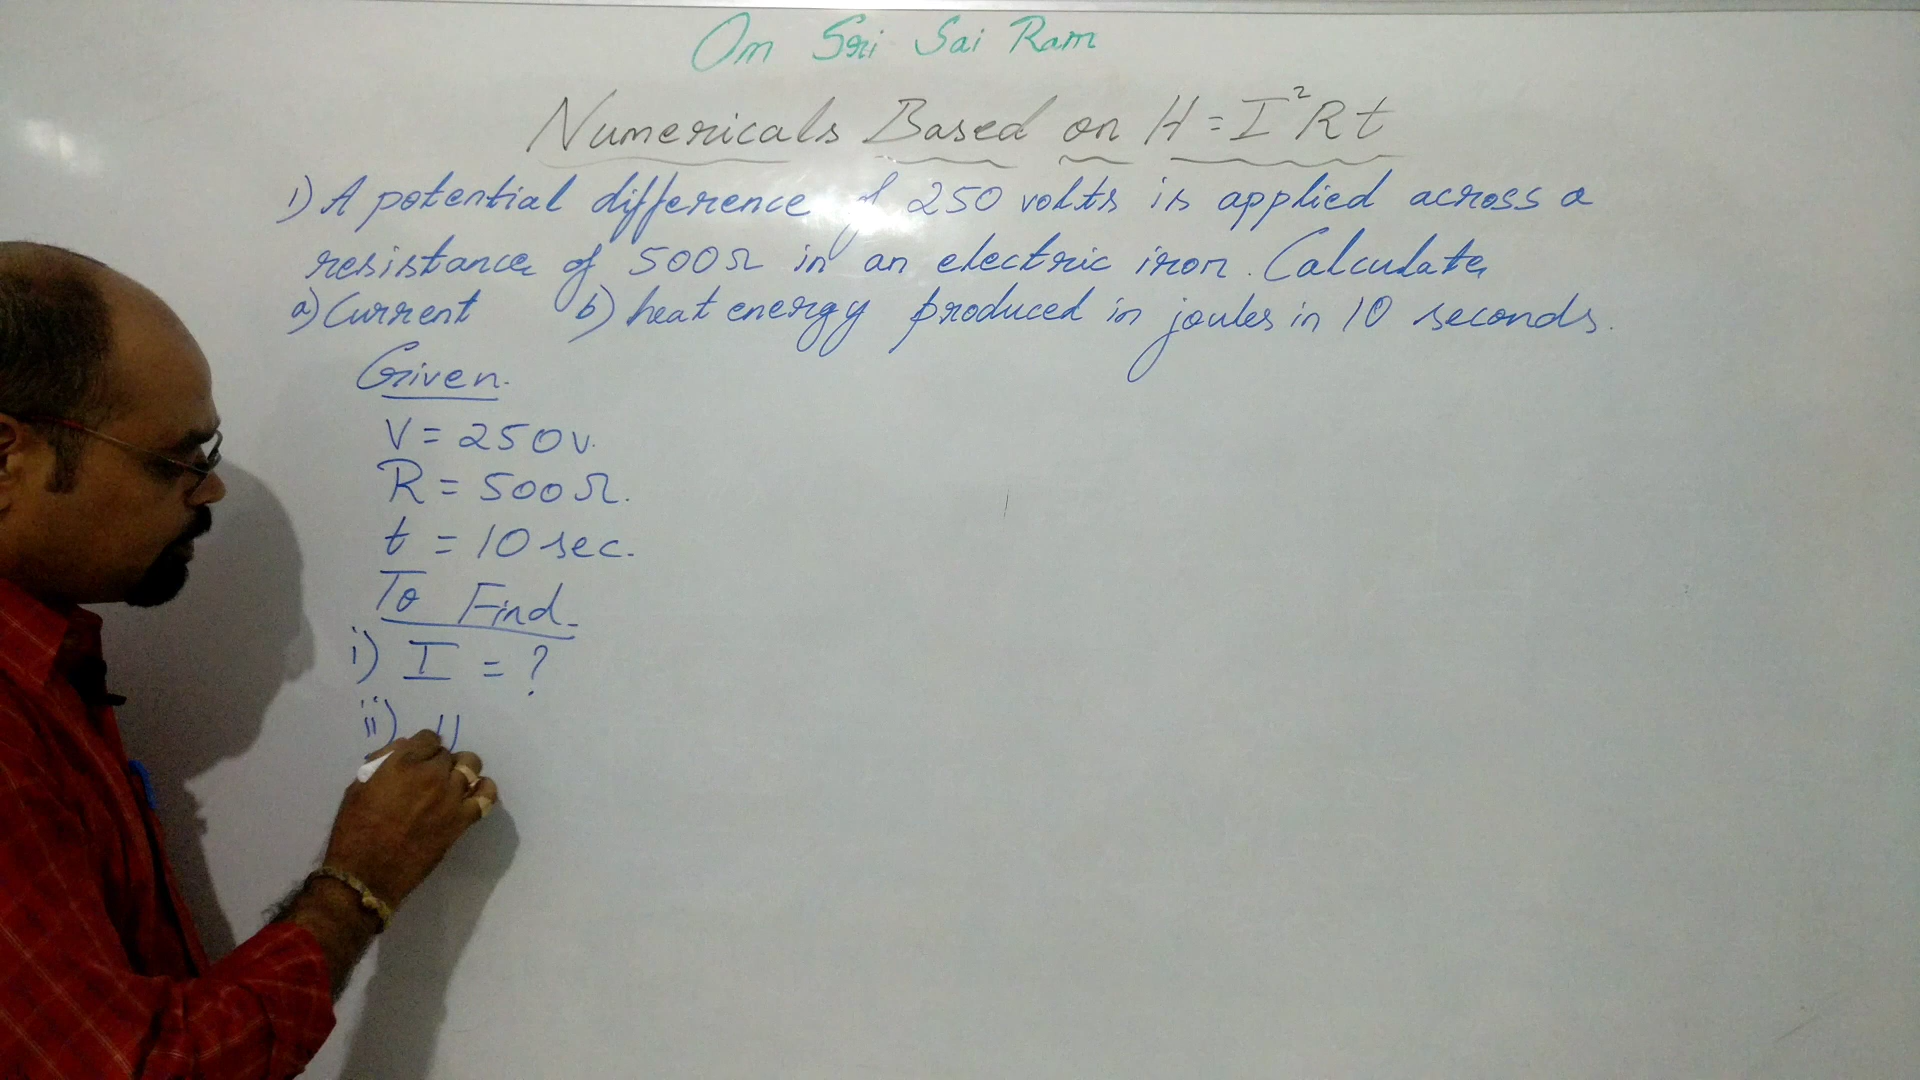 Om Sri Sai Ram
Numericals Based on H = I²Rt
1) A potential difference of 250 volts is applied across a
resistance of 500Ω in an electric iron. Calculate
a) Current b) heat energy produced in joules in 10 seconds.
Given.
V = 250v.
R = 500Ω.
t = 10 sec.
To Find.
i) I = ?
ii)